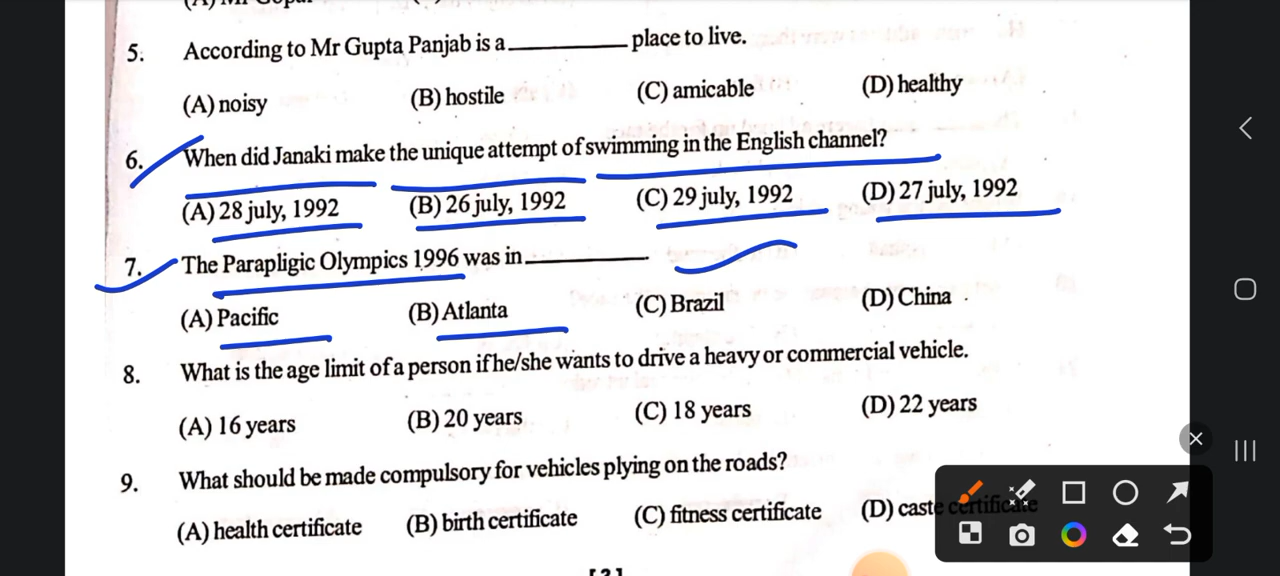 5. According to Mr Gupta Panjab is a ________ place to live.
(A) noisy (B) hostile (C) amicable (D) healthy
6. When did Janaki make the unique attempt of swimming in the English channel?
(A) 28 july, 1992 (B) 26 july, 1992 (C) 29 july, 1992 (D) 27 july, 1992
7. The Parapligic Olympics 1996 was in ________.
(A) Pacific (B) Atlanta (C) Brazil (D) China
8. What is the age limit of a person if he/she wants to drive a heavy or commercial vehicle.
(A) 16 years (B) 20 years (C) 18 years (D) 22 years
9. What should be made compulsory for vehicles plying on the roads?
(A) health certificate (B) birth certificate (C) fitness certificate (D) caste certificate